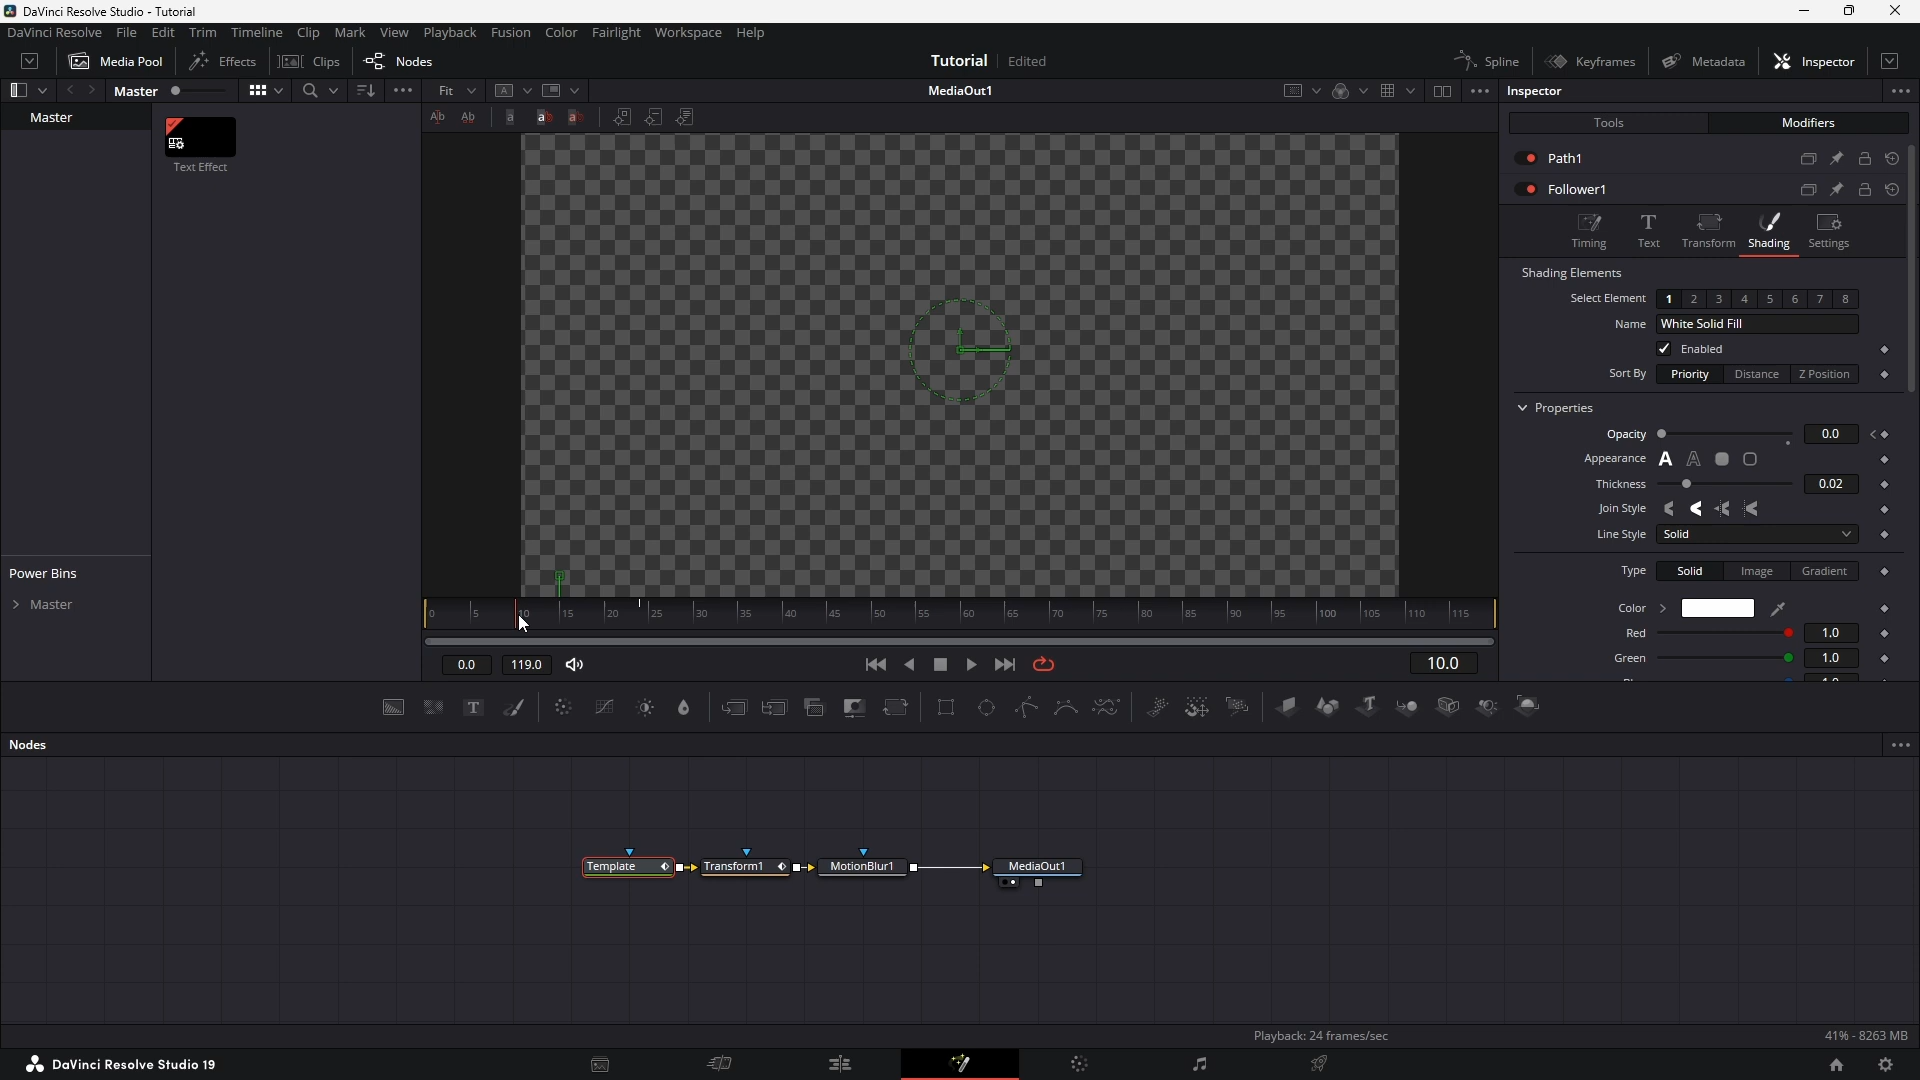 DaVinci Resolve Studio - Tutorial
DaVinci Resolve File Edit Trim Timeline Clip Mark View Playback Fusion Color Fairlight Workspace Help
Media Pool Effects Clips Nodes Tutorial Edited Spline Keyframes Metadata Inspector
Master Fit MediaOut1 Inspector
Master
Text Effect
Tools Modifiers
Path1
Follower1
Timing Text Transform Shading Settings
Shading Elements
Select Element 1 2 3 4 5 6 7 8
Name White Solid Fill
Enabled
Sort By Priority Distance Z Position
Properties
Opacity 0.0
Appearance
Thickness 0.02
Join Style
Line Style Solid
Type Solid Image Gradient
Color
Red 1.0
Green 1.0
Power Bins
Master
0 5 10 15 20 25 30 35 40 45 50 55 60 65 70 75 80 85 90 95 100 105 110 115
0.0 119.0 10.0
Nodes
Template Transform1 MotionBlur1 MediaOut1
Playback: 24 frames/sec 41% - 8263 MB
DaVinci Resolve Studio 19